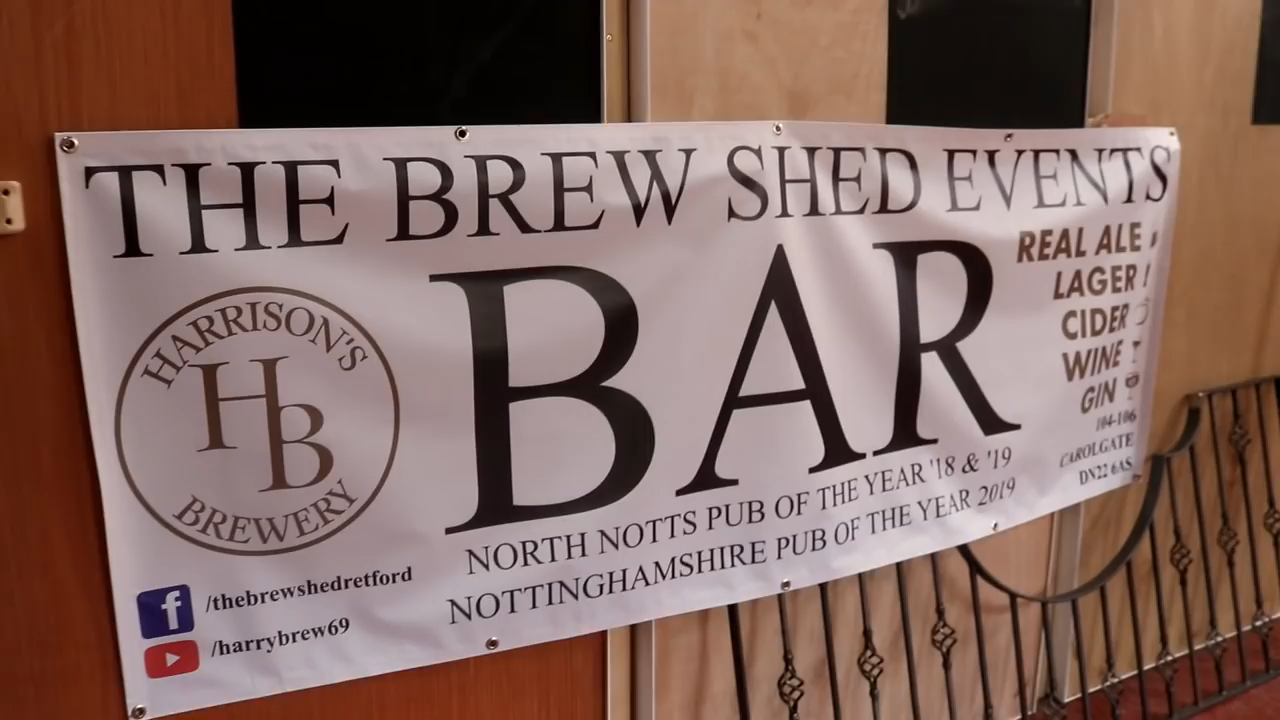 THE BREW SHED EVENTS
BAR
HARRISON'S
HB
BREWERY
REAL ALE
LAGER
CIDER
WINE
GIN
104-106
CAROLGATE
DN22 6AS
NORTH NOTTS PUB OF THE YEAR '18 & '19
NOTTINGHAMSHIRE PUB OF THE YEAR 2019
f /thebrewshedretford
/harrybrew69